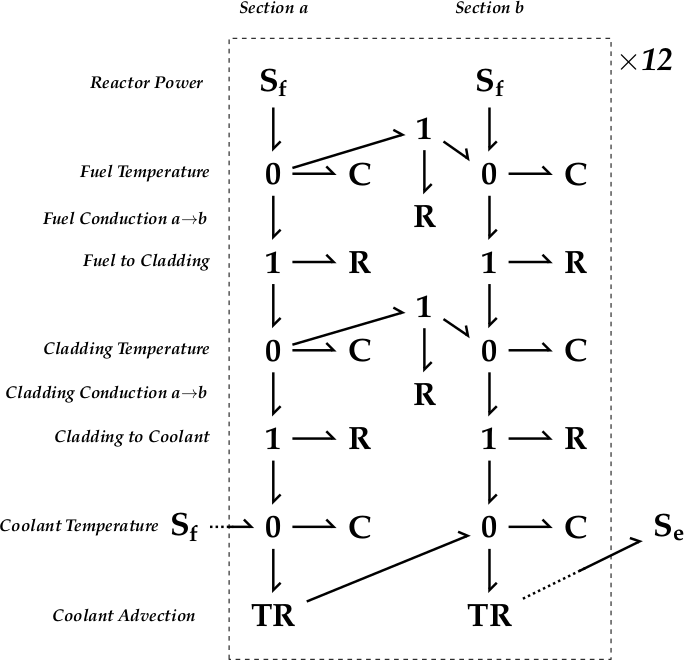 Section a Section b
×12
Reactor Power S_f S_f
1
Fuel Temperature 0 C 0 C
Fuel Conduction a→b R
Fuel to Cladding 1 R 1 R
1
Cladding Temperature 0 C 0 C
Cladding Conduction a→b R
Cladding to Coolant 1 R 1 R
Coolant Temperature S_f 0 C 0 C S_e
Coolant Advection TR TR